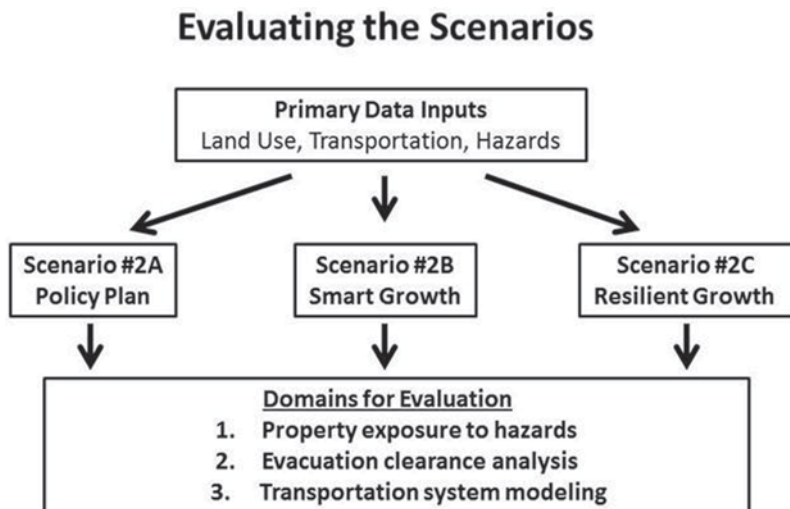 Evaluating the Scenarios
Primary Data Inputs
Land Use, Transportation, Hazards
Scenario #2A
Policy Plan
Scenario #2B
Smart Growth
Scenario #2C
Resilient Growth
Domains for Evaluation
1. Property exposure to hazards
2. Evacuation clearance analysis
3. Transportation system modeling